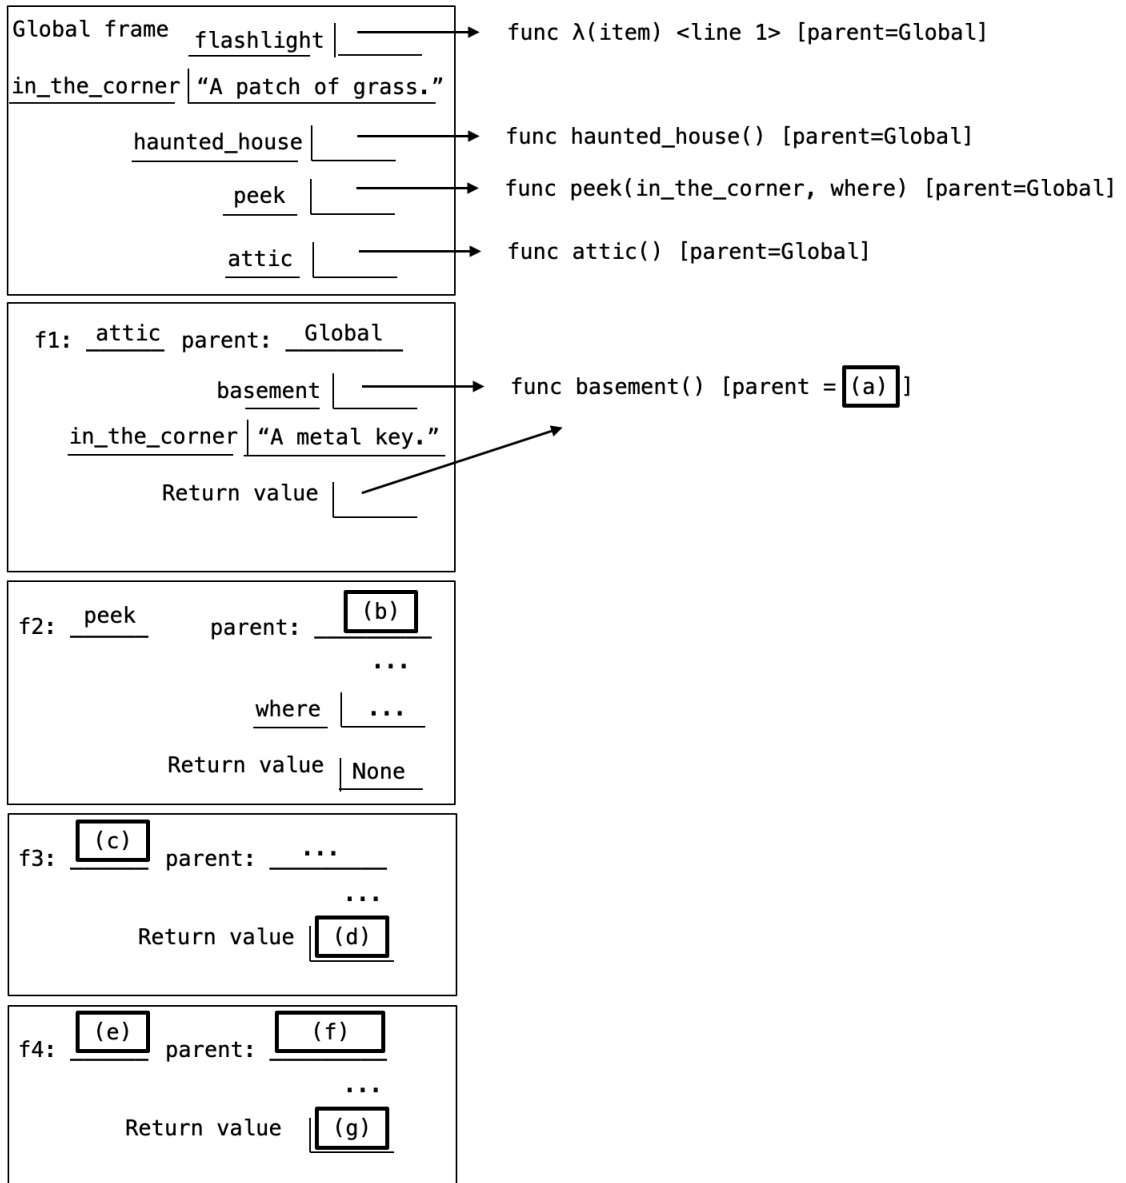 Global frame
flashlight
func λ(item) <line 1> [parent=Global]
in_the_corner “A patch of grass.”
haunted_house
func haunted_house() [parent=Global]
peek
func peek(in_the_corner, where) [parent=Global]
attic
func attic() [parent=Global]
f1: attic parent: Global
basement
func basement() [parent = (a) ]
in_the_corner “A metal key.”
Return value
f2: peek parent: (b)
...
where ...
Return value None
f3: (c) parent: ...
...
Return value (d)
f4: (e) parent: (f)
...
Return value (g)